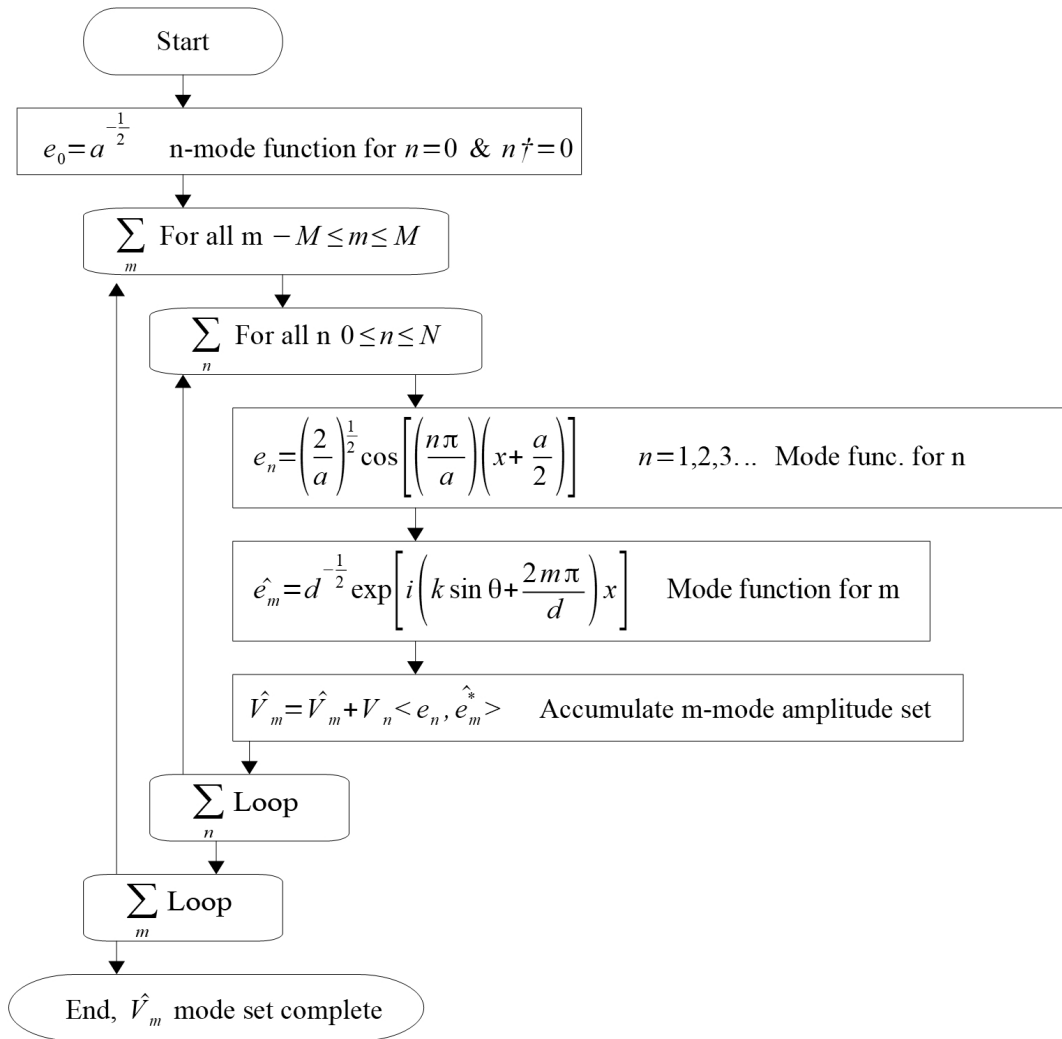 Start
e₀=a^{-1/2} n-mode function for n=0 & n†=0
∑ₘ For all m −M≤m≤M
∑ₙ For all n 0≤n≤N
eₙ=(2/a)^{1/2} cos[(nπ/a)(x+a/2)] n=1,2,3... Mode func. for n
êₘ=d^{-1/2} exp[i(k sin θ+2mπ/d)x] Mode function for m
V̂ₘ=V̂ₘ+Vₙ<eₙ,ê*ₘ> Accumulate m-mode amplitude set
∑ₙ Loop
∑ₘ Loop
End, V̂ₘ mode set complete